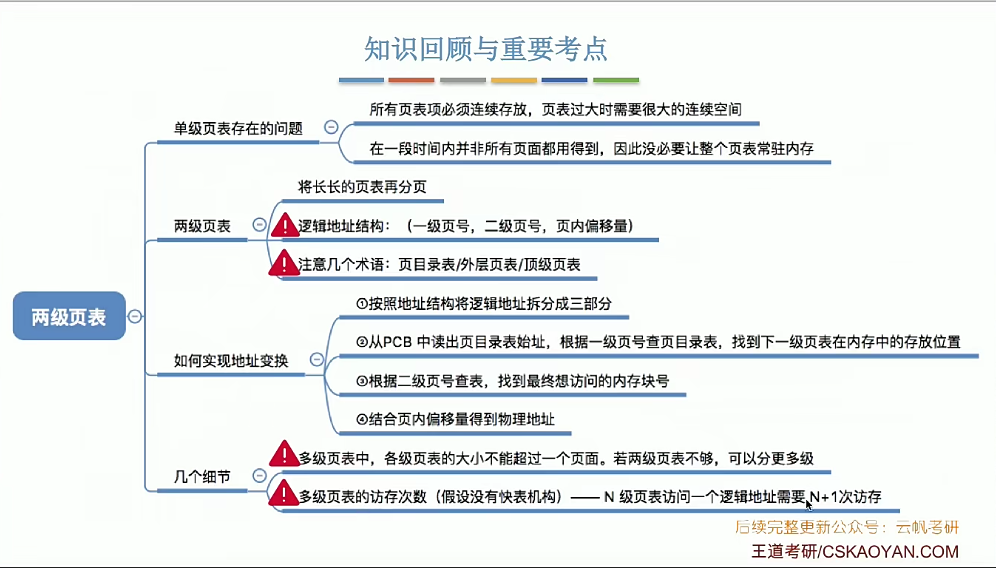 知识回顾与重要考点
单级页表存在的问题
所有页表项必须连续存放，页表过大时需要很大的连续空间
在一段时间内并非所有页面都用得到，因此没必要让整个页表常驻内存
两级页表
将长长的页表再分页
逻辑地址结构：（一级页号，二级页号，页内偏移量）
注意几个术语：页目录表/外层页表/顶级页表
两级页表
如何实现地址变换
①按照地址结构将逻辑地址拆分成三部分
②从PCB 中读出页目录表始址，根据一级页号查页目录表，找到下一级页表在内存中的存放位置
③根据二级页号查表，找到最终想访问的内存块号
④结合页内偏移量得到物理地址
几个细节
多级页表中，各级页表的大小不能超过一个页面。若两级页表不够，可以分更多级
多级页表的访存次数（假设没有快表机构）—— N 级页表访问一个逻辑地址需要N+1次访存
后续完整更新公众号：云帆考研
王道考研/CSKAOYAN.COM